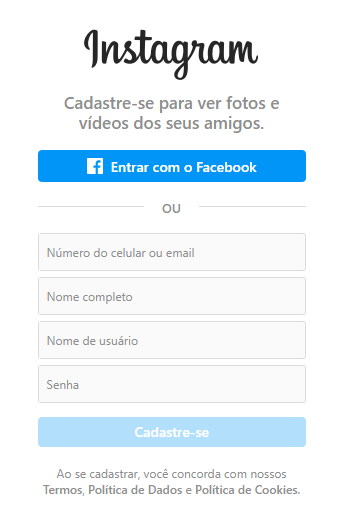 Instagram
Cadastre-se para ver fotos e
vídeos dos seus amigos.
Entrar com o Facebook
OU
Número do celular ou email
Nome completo
Nome de usuário
Senha
Cadastre-se
Ao se cadastrar, você concorda com nossos
Termos, Política de Dados e Política de Cookies.